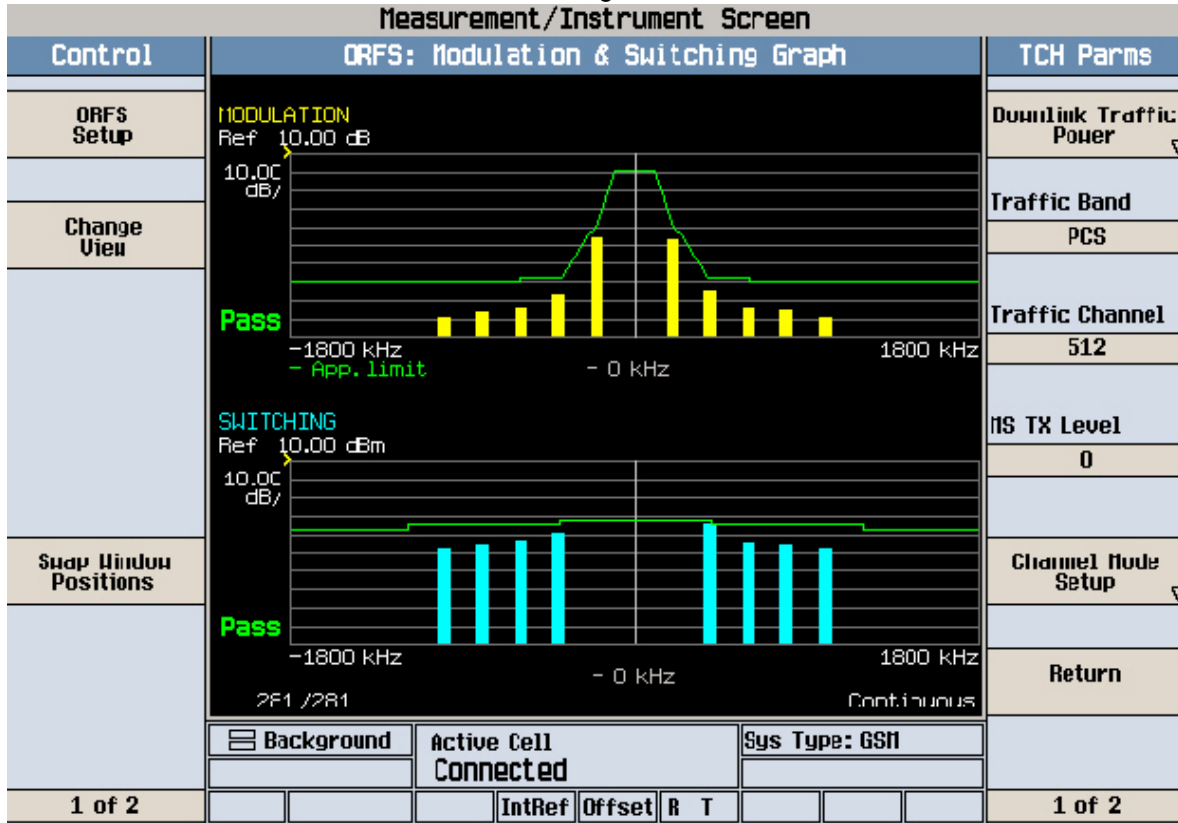 Measurement/Instrument Screen
Control
ORFS: Modulation & Switching Graph
TCH Parms
ORFS
Setup
Change
View
Swap Window
Positions
1 of 2
MODULATION
Ref 10.00 dB
10.00
dB/
Pass
-1800 kHz
1800 kHz
- App. limit
- 0 kHz
SWITCHING
Ref 10.00 dBm
10.00
dB/
Pass
-1800 kHz
1800 kHz
- 0 kHz
281 /281
Continuous
Background
Active Cell
Connected
Sys Type: GSM
IntRef
Offset
R T
Downlink Traffic
Power
Traffic Band
PCS
Traffic Channel
512
MS TX Level
0
Channel Mode
Setup
Return
1 of 2